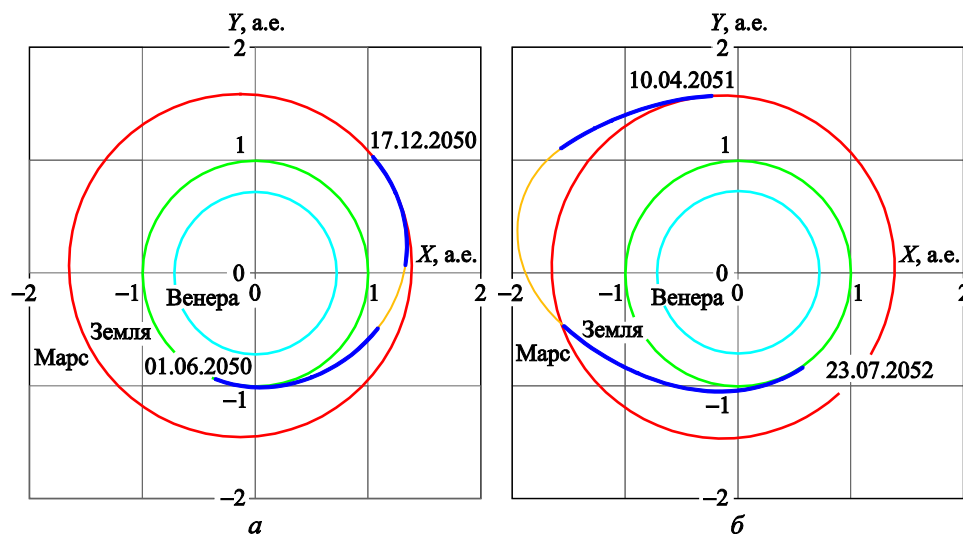 Y, а.е.
2
17.12.2050
1
X, а.е.
–2
–1
0
Венера
0
1
2
Земля
Марс
01.06.2050
–1
–2
а
Y, а.е.
2
10.04.2051
1
X, а.е.
–2
–1
0
Венера
0
1
2
Земля
Марс
23.07.2052
–1
–2
б